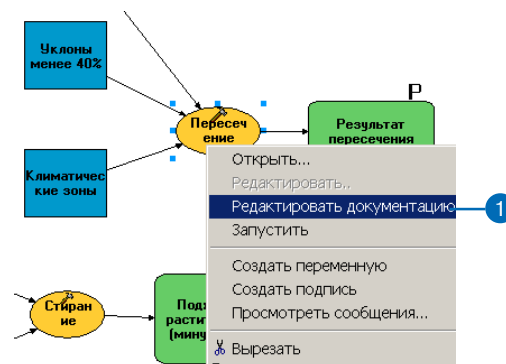 Уклоны
менее 40%
P
Пересеч
ение
Результат
пересечения
Климатичес
кие зоны
Открыть...
Редактировать..
Редактировать документацию
1
Запустить
Создать переменную
Создать подпись
Просмотреть сообщения...
Вырезать
Стиран
ие